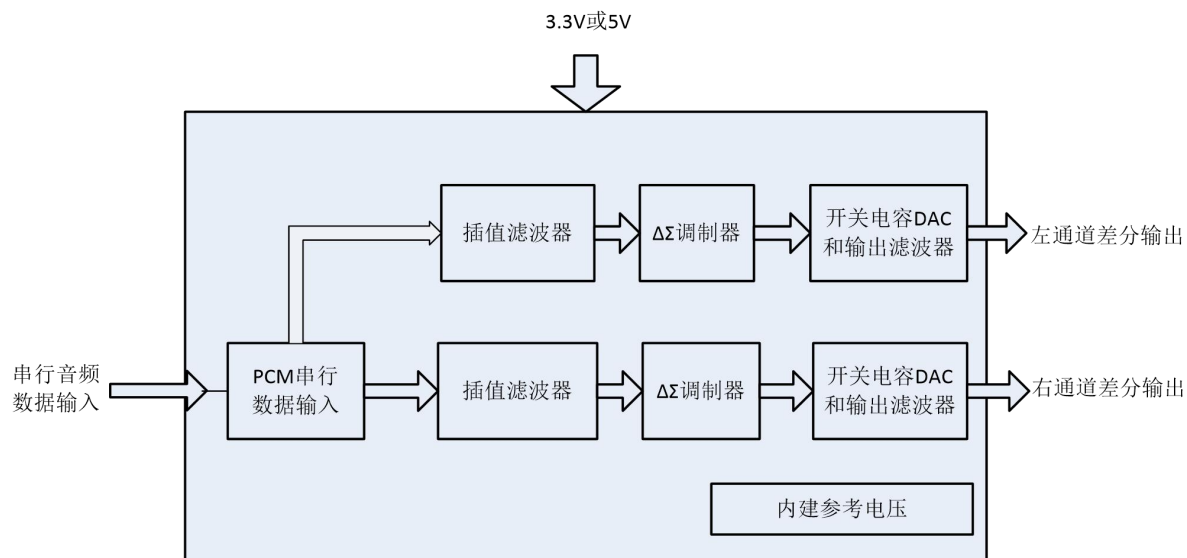 3.3V或5V
插值滤波器
ΔΣ调制器
开关电容DAC
和输出滤波器
左通道差分输出
串行音频
数据输入
PCM串行
数据输入
插值滤波器
ΔΣ调制器
开关电容DAC
和输出滤波器
右通道差分输出
内建参考电压